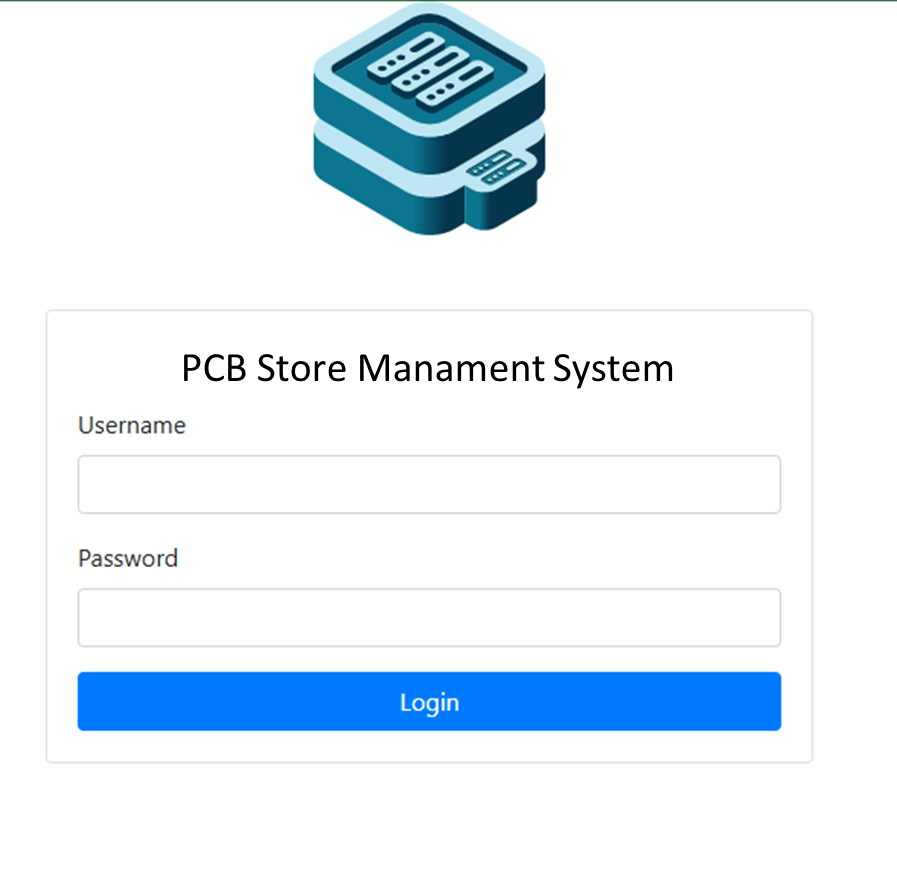 PCB Store Manament System
Username
Password
Login